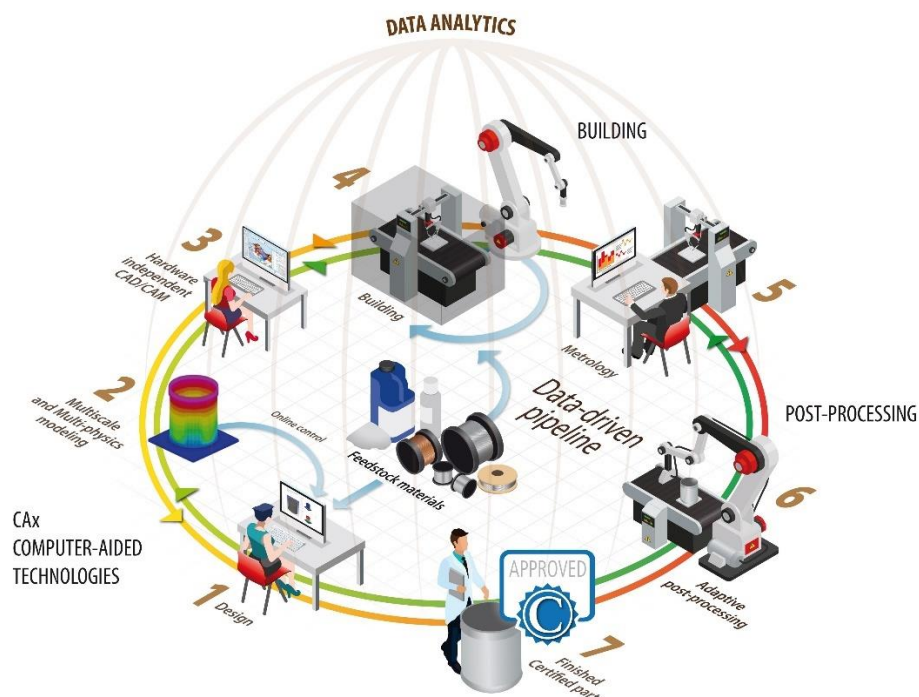 DATA ANALYTICS
BUILDING
4
3
Hardware
independent
CAD/CAM
Building
5
Metrology
2
Multiscale
and Multi-physics
modeling
Online control
Data-driven
pipeline
POST-PROCESSING
Feedstock materials
6
CAx
COMPUTER-AIDED
TECHNOLOGIES
Adaptive
post-processing
APPROVED
C
1
Design
7
Finished
Certified part